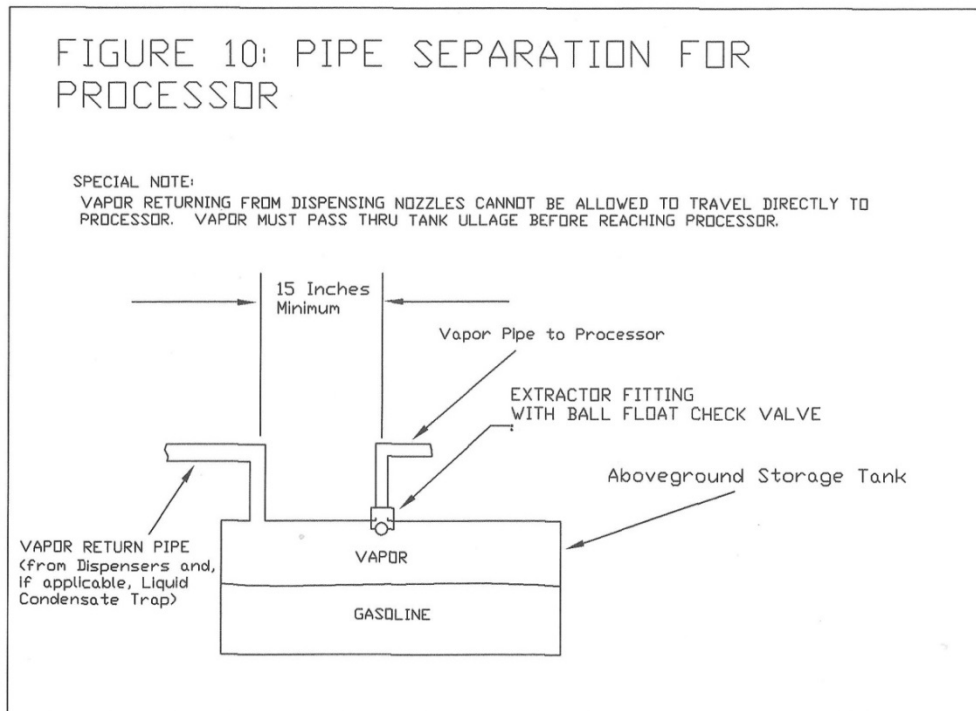 FIGURE 10: PIPE SEPARATION FOR
PROCESSOR
SPECIAL NOTE:
VAPOR RETURNING FROM DISPENSING NOZZLES CANNOT BE ALLOWED TO TRAVEL DIRECTLY TO
PROCESSOR. VAPOR MUST PASS THRU TANK ULLAGE BEFORE REACHING PROCESSOR.
15 Inches
Minimum
Vapor Pipe to Processor
EXTRACTOR FITTING
WITH BALL FLOAT CHECK VALVE
Aboveground Storage Tank
VAPOR RETURN PIPE
(from Dispensers and,
if applicable, Liquid
Condensate Trap)
VAPOR
GASOLINE